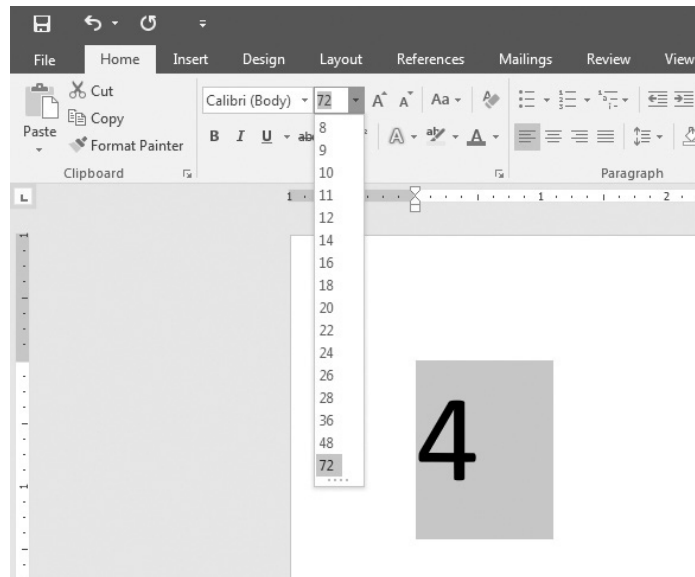 File Home Insert Design Layout References Mailings Review View
Cut
Copy
Paste
Format Painter
Clipboard
Calibri (Body) 72
Aa
B I U
Paragraph
1 1 2
8
9
10
11
12
14
16
18
20
22
24
26
28
36
48
72
4